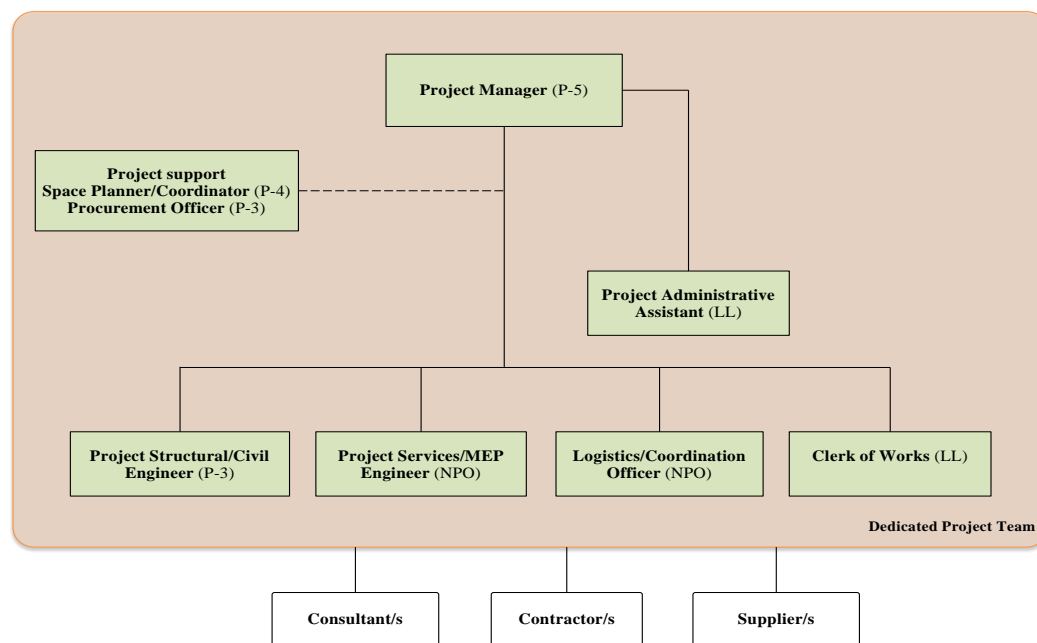 Project Manager (P-5)
Project support
Space Planner/Coordinator (P-4)
Procurement Officer (P-3)
Project Administrative
Assistant (LL)
Project Structural/Civil
Engineer (P-3)
Project Services/MEP
Engineer (NPO)
Logistics/Coordination
Officer (NPO)
Clerk of Works (LL)
Dedicated Project Team
Consultant/s
Contractor/s
Supplier/s